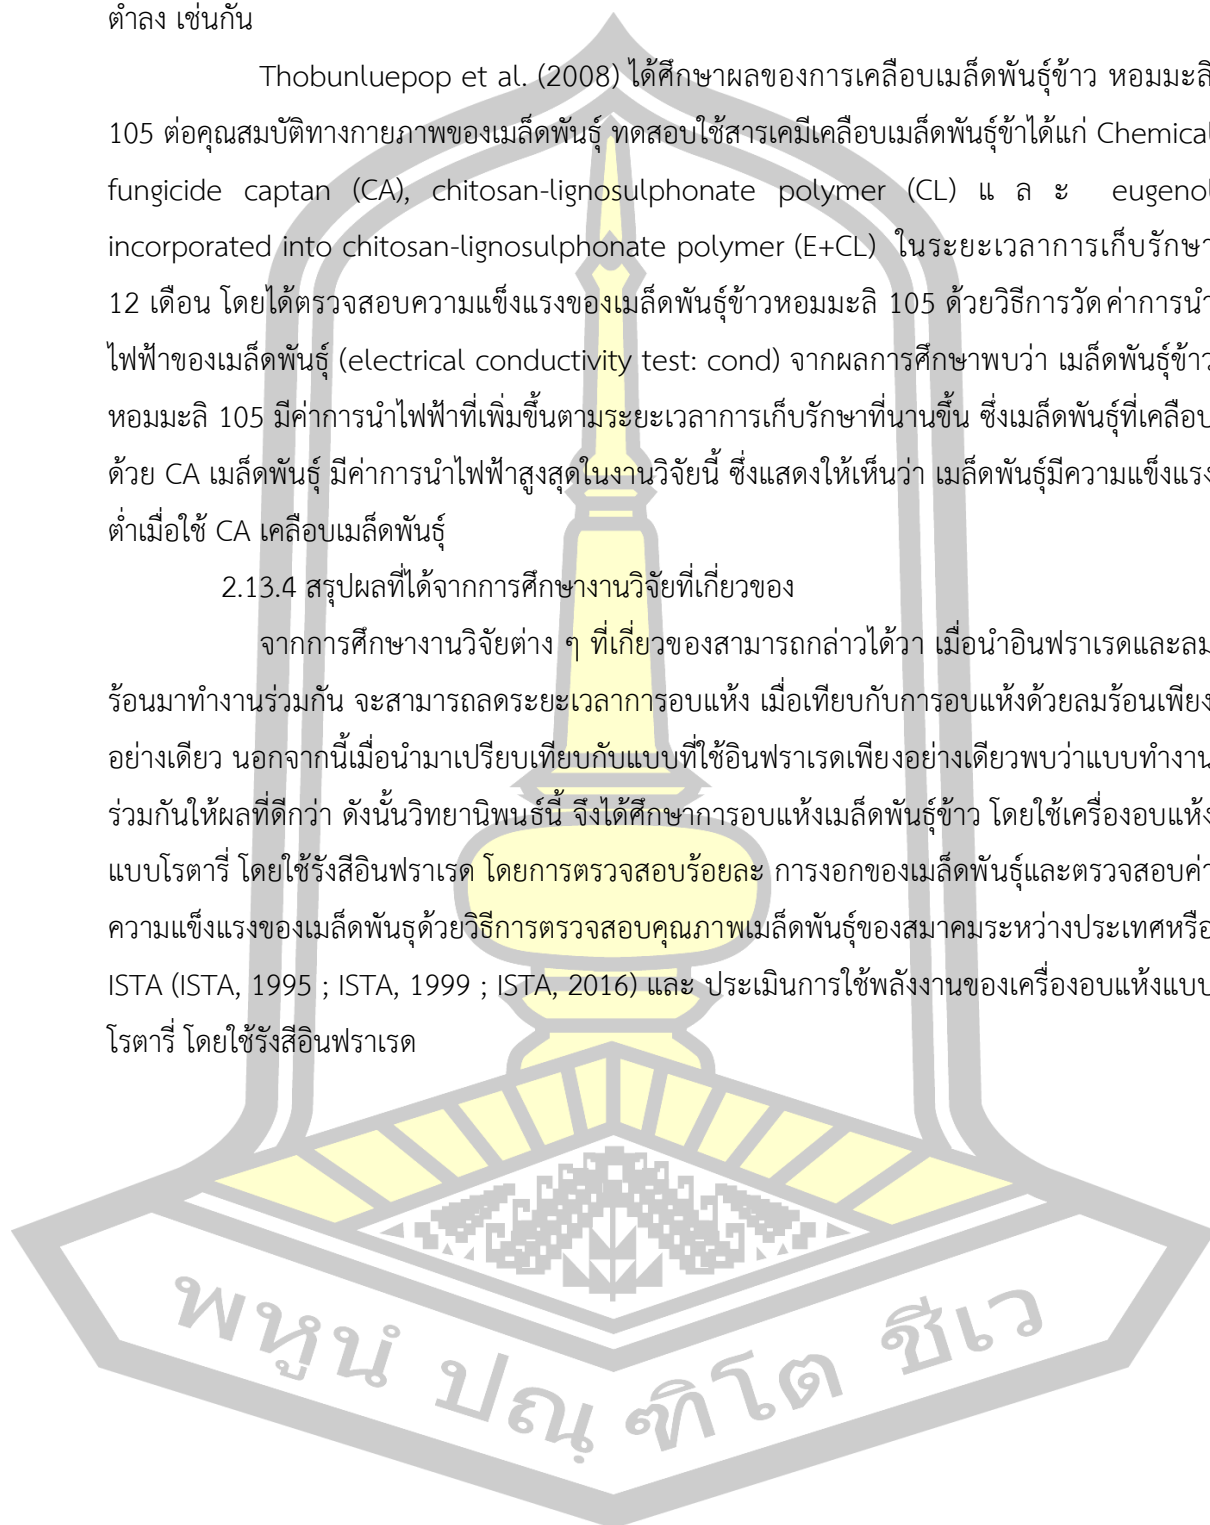 ต่ำลง เช่นกัน
Thobunluepop et al. (2008) ได้ศึกษาผลของการเคลือบเมล็ดพันธุ์ข้าว หอมมะลิ
105 ต่อคุณสมบัติทางกายภาพของเมล็ดพันธุ์ ทดสอบใช้สารเคมีเคลือบเมล็ดพันธุ์ข้าได้แก่ Chemical
fungicide captan (CA), chitosan-lignosulphonate polymer (CL) และ eugenol
incorporated into chitosan-lignosulphonate polymer (E+CL) ในระยะเวลาการเก็บรักษา
12 เดือน โดยได้ตรวจสอบความแข็งแรงของเมล็ดพันธุ์ข้าวหอมมะลิ 105 ด้วยวิธีการวัดค่าการนำ
ไฟฟ้าของเมล็ดพันธุ์ (electrical conductivity test: cond) จากผลการศึกษาพบว่า เมล็ดพันธุ์ข้าว
หอมมะลิ 105 มีค่าการนำไฟฟ้าที่เพิ่มขึ้นตามระยะเวลาการเก็บรักษาที่นานขึ้น ซึ่งเมล็ดพันธุ์ที่เคลือบ
ด้วย CA เมล็ดพันธุ์ มีค่าการนำไฟฟ้าสูงสุดในงานวิจัยนี้ ซึ่งแสดงให้เห็นว่า เมล็ดพันธุ์มีความแข็งแรง
ต่ำเมื่อใช้ CA เคลือบเมล็ดพันธุ์
2.13.4 สรุปผลที่ได้จากการศึกษางานวิจัยที่เกี่ยวของ
จากการศึกษางานวิจัยต่าง ๆ ที่เกี่ยวของสามารถกล่าวได้วา เมื่อนำอินฟราเรดและลม
ร้อนมาทำงานร่วมกัน จะสามารถลดระยะเวลาการอบแห้ง เมื่อเทียบกับการอบแห้งด้วยลมร้อนเพียง
อย่างเดียว นอกจากนี้เมื่อนำมาเปรียบเทียบกับแบบที่ใช้อินฟราเรดเพียงอย่างเดียวพบว่าแบบทำงาน
ร่วมกันให้ผลที่ดีกว่า ดังนั้นวิทยานิพนธ์นี้ จึงได้ศึกษาการอบแห้งเมล็ดพันธุ์ข้าว โดยใช้เครื่องอบแห้ง
แบบโรตารี่ โดยใช้รังสีอินฟราเรด โดยการตรวจสอบร้อยละ การงอกของเมล็ดพันธุ์และตรวจสอบค่า
ความแข็งแรงของเมล็ดพันธุด้วยวิธีการตรวจสอบคุณภาพเมล็ดพันธุ์ของสมาคมระหว่างประเทศหรือ
ISTA (ISTA, 1995 ; ISTA, 1999 ; ISTA, 2016) และ ประเมินการใช้พลังงานของเครื่องอบแห้งแบบ
โรตารี่ โดยใช้รังสีอินฟราเรด
พหูนํ ปณฺฑิโต ชีเว